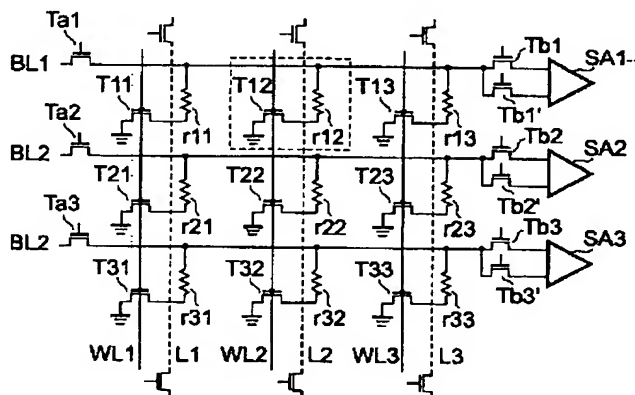 Ta1
Tb1
SA1
BL1
T11
T12
T13
Tb1'
r11
r12
r13
Ta2
Tb2
SA2
BL2
T21
T22
T23
Tb2'
r21
r22
r23
Ta3
Tb3
SA3
BL2
T31
T32
T33
Tb3'
r31
r32
r33
WL1
L1
WL2
L2
WL3
L3